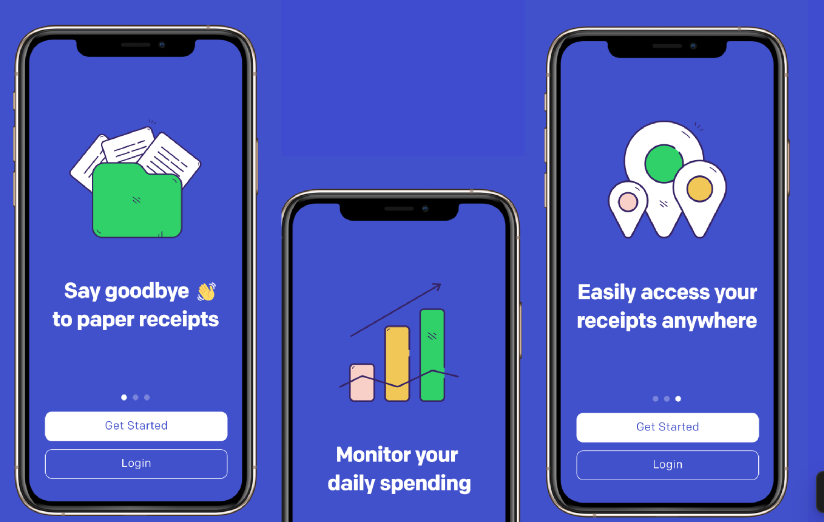 Say goodbye 👋
to paper receipts
Get Started
Login
Monitor your
daily spending
Easily access your
receipts anywhere
Get Started
Login